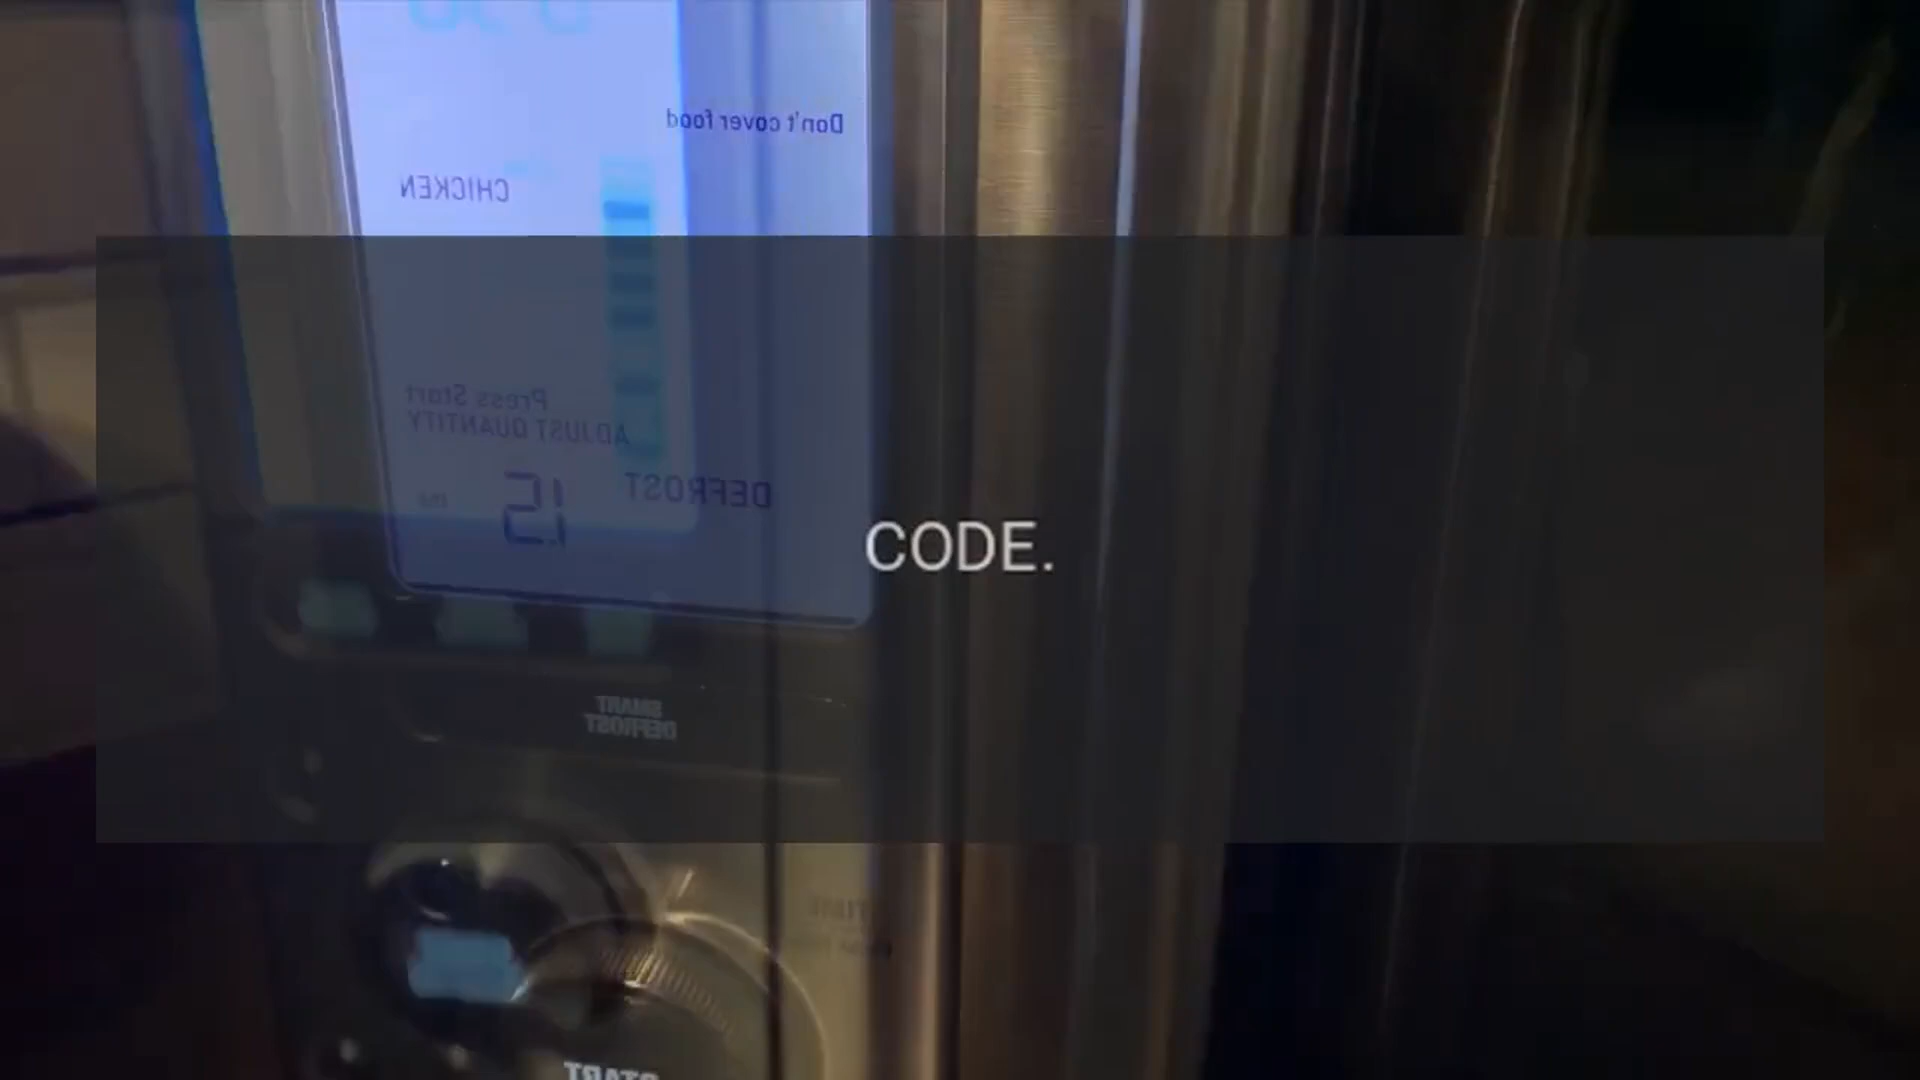 Don't cover food
CHICKEN
Press Start
ADJUST QUANTITY
1.5
DEFROST
CODE.
SMART
DEFROST
START